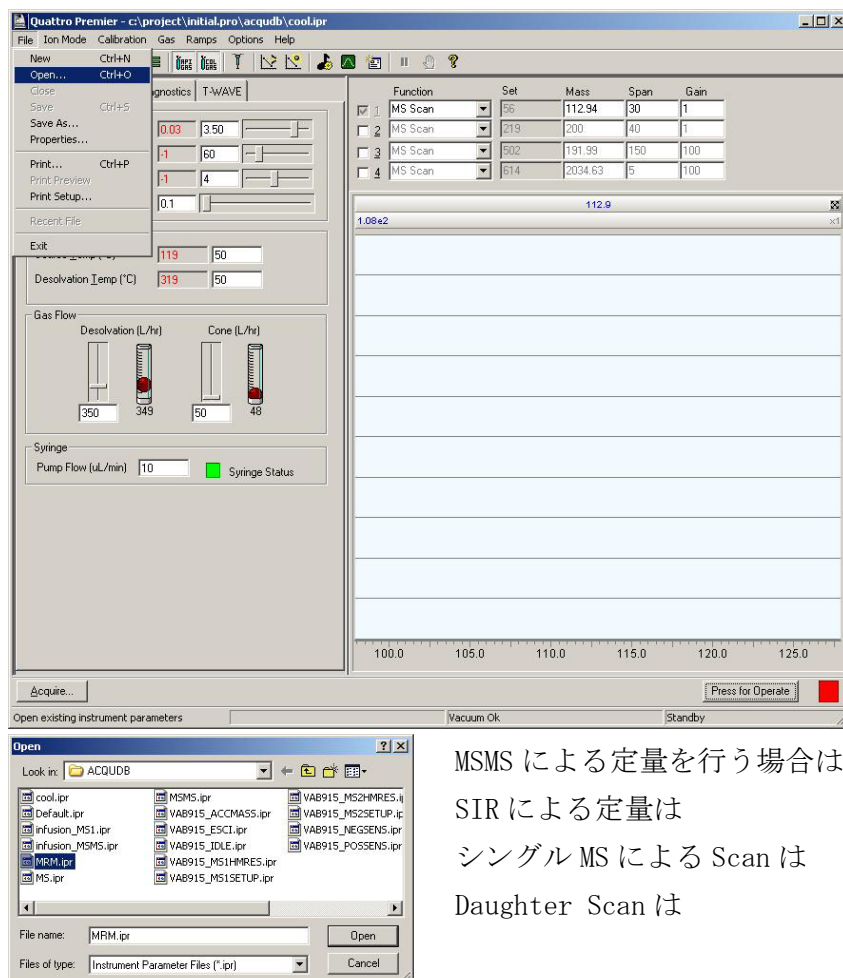 Quattro Premier - c:\project\initial.pro\acqudb\cool.ipr
File Ion Mode Calibration Gas Ramps Options Help
New Ctrl+N
Open... Ctrl+O
Close
Save Ctrl+S
Save As...
Properties...
Print... Ctrl+P
Print Preview
Print Setup...
Recent File
Exit
API GAS COL GAS
gnostics T-WAVE
0.03 3.50
-1 60
-1 4
0.1
119 50
Desolvation Temp (°C) 319 50
Gas Flow
Desolvation (L/hr) Cone (L/hr)
350 349 50 48
Syringe
Pump Flow (uL/min) 10 Syringe Status
Function Set Mass Span Gain
1 MS Scan 56 112.94 30 1
2 MS Scan 219 200 40 1
3 MS Scan 502 191.99 150 100
4 MS Scan 614 2034.63 5 100
112.9
1.08e2 x1
100.0 105.0 110.0 115.0 120.0 125.0
Acquire... Press for Operate
Open existing instrument parameters Vacuum Ok Standby
Open
Look in: ACQUDB
cool.ipr MSMS.ipr VAB915_MS2HMRES.i
Default.ipr VAB915_ACCMASS.ipr VAB915_MS2SETUP.ip
infusion_MS1.ipr VAB915_ESCI.ipr VAB915_NEGSENS.ipr
infusion_MSMS.ipr VAB915_IDLE.ipr VAB915_POSSENS.ipr
MRM.ipr VAB915_MS1HMRES.ipr
MS.ipr VAB915_MS1SETUP.ipr
File name: MRM.ipr Open
Files of type: Instrument Parameter Files (*.ipr) Cancel
MSMS による定量を行う場合は
SIR による定量は
シングル MS による Scan は
Daughter Scan は